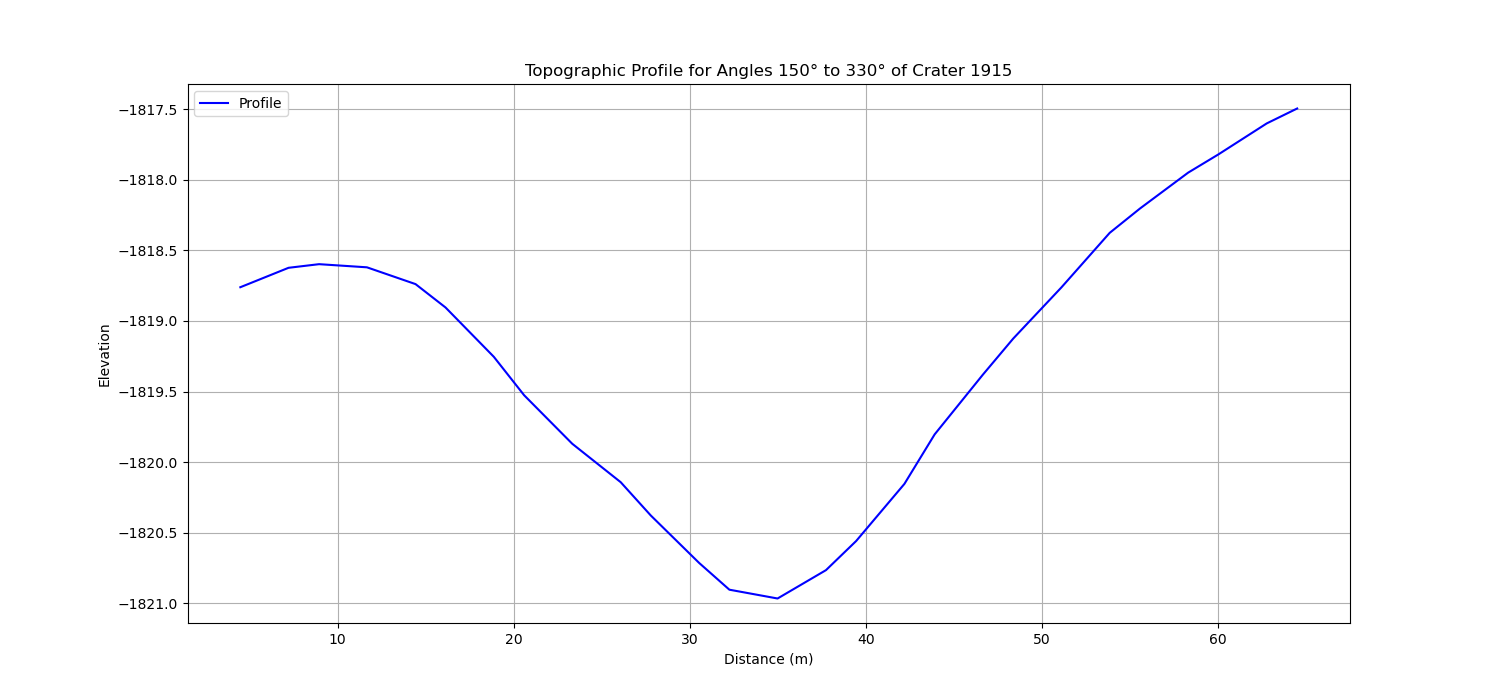 Topographic Profile for Angles 150° to 330° of Crater 1915
Profile
−1817.5
−1818.0
−1818.5
−1819.0
−1819.5
−1820.0
−1820.5
−1821.0
Elevation
10 20 30 40 50 60
Distance (m)